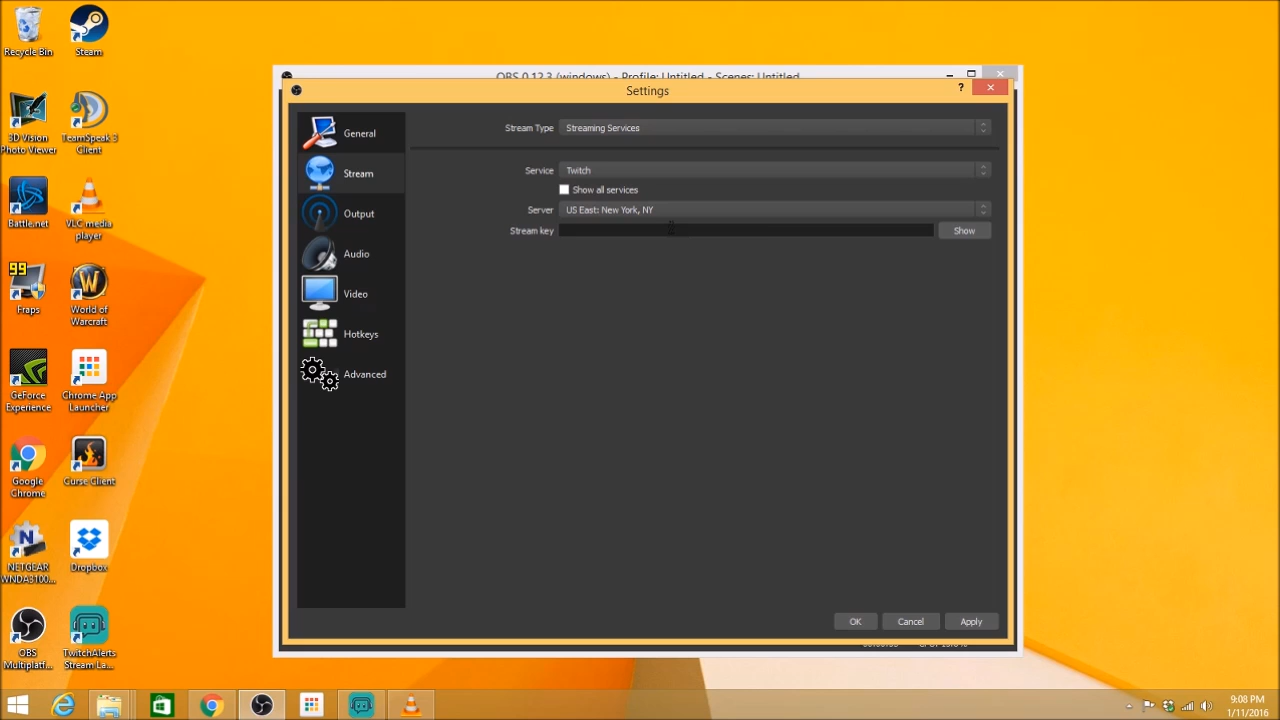 Recycle Bin
Steam
3D Vision
Photo Viewer
TeamSpeak 3
Client
Battle.net
VLC media
player
99
Fraps
World of
Warcraft
GeForce
Experience
Chrome App
Launcher
Google
Chrome
Curse Client
NETGEAR
WNDA3100...
Dropbox
OBS
Multiplatf...
TwitchAlerts
Stream La...
OBS 0.12.3 (windows) - Profile: Untitled - Scenes: Untitled
Settings
?
General
Stream
Output
Audio
Video
Hotkeys
Advanced
Stream Type
Streaming Services
Service
Twitch
Show all services
Server
US East: New York, NY
Stream key
Show
OK
Cancel
Apply
9:08 PM
1/11/2016